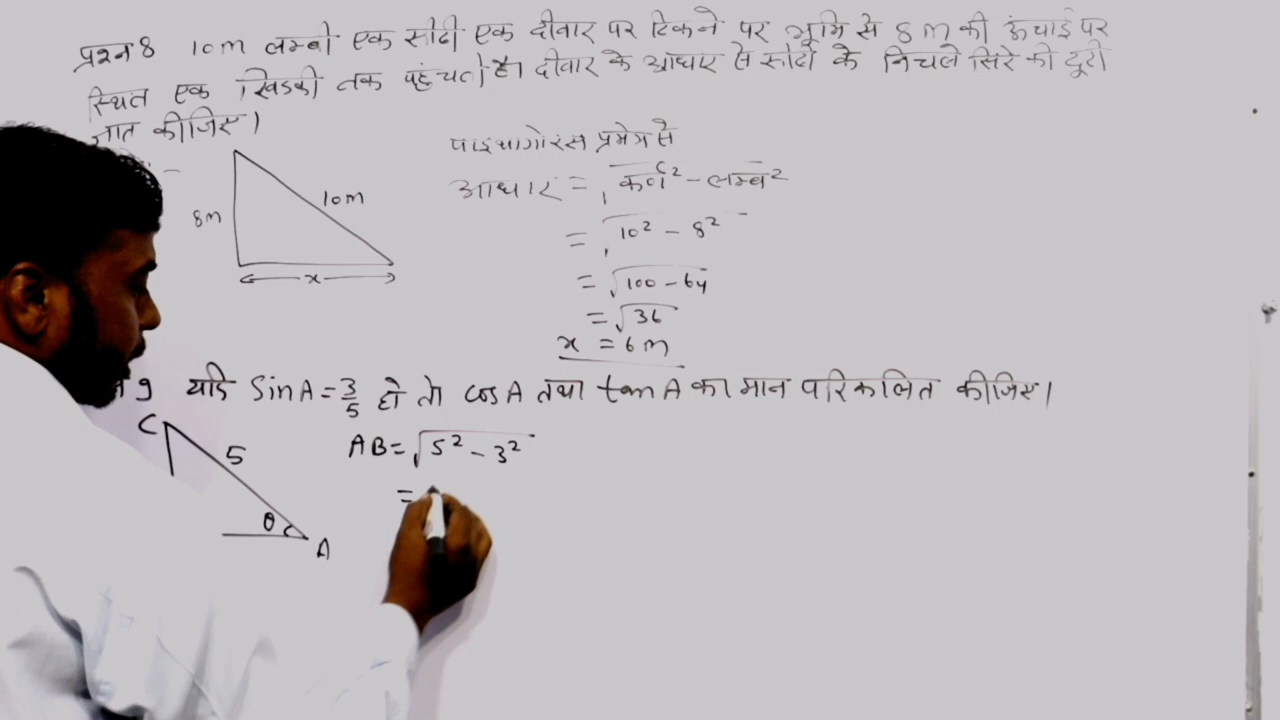 प्रश्न 8 10m लम्बी एक सीढी एक दीवार पर टिकने पर भूमि से 8m की ऊंचाई पर
स्थित एक खिडकी तक पहुंचती है। दीवार के आधार से सीढी के निचले सिरे की दूरी
ज्ञात कीजिए।
8m
10m
x
पाइथागोरस प्रमेय से
आधार = √कर्ण² - लम्ब²
= √10² - 8²
= √100 - 64
= √36
x = 6m
9 यदि SinA = 3/5 हो तो cosA तथा tanA का मान परिकलित कीजिए।
C
5
θ
A
AB = √5² - 3²
=